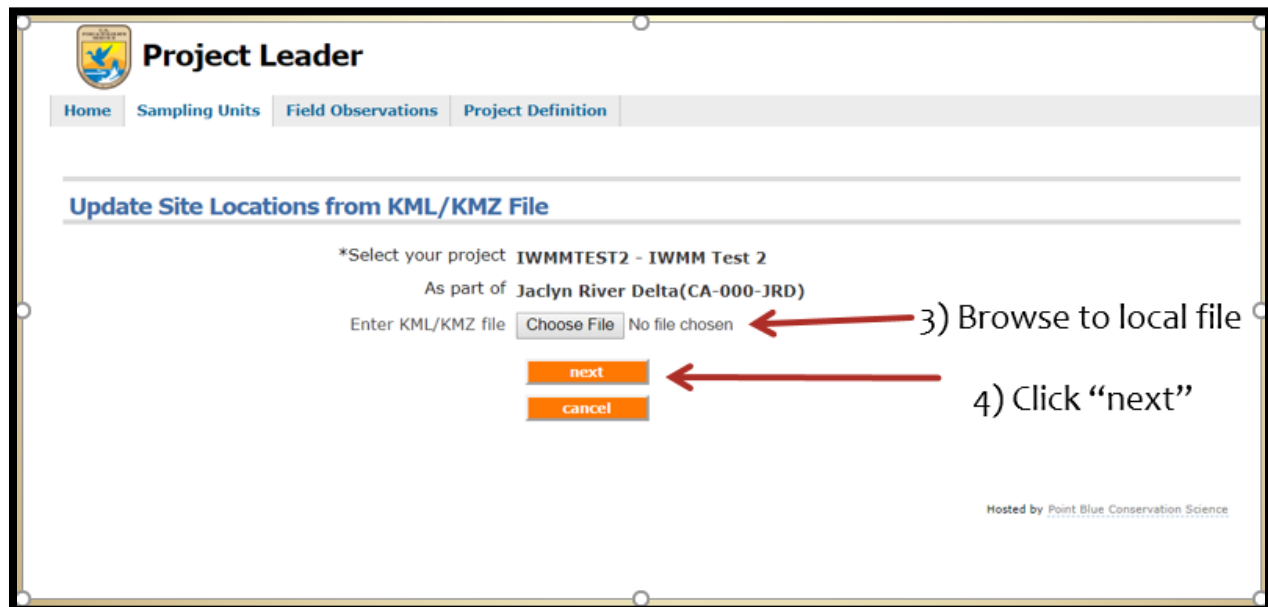 Project Leader
Home Sampling Units Field Observations Project Definition
Update Site Locations from KML/KMZ File
*Select your project IWMMTEST2 - IWMM Test 2
As part of Jaclyn River Delta(CA-000-JRD)
Enter KML/KMZ file Choose File No file chosen
3) Browse to local file
next
4) Click “next”
cancel
Hosted by Point Blue Conservation Science